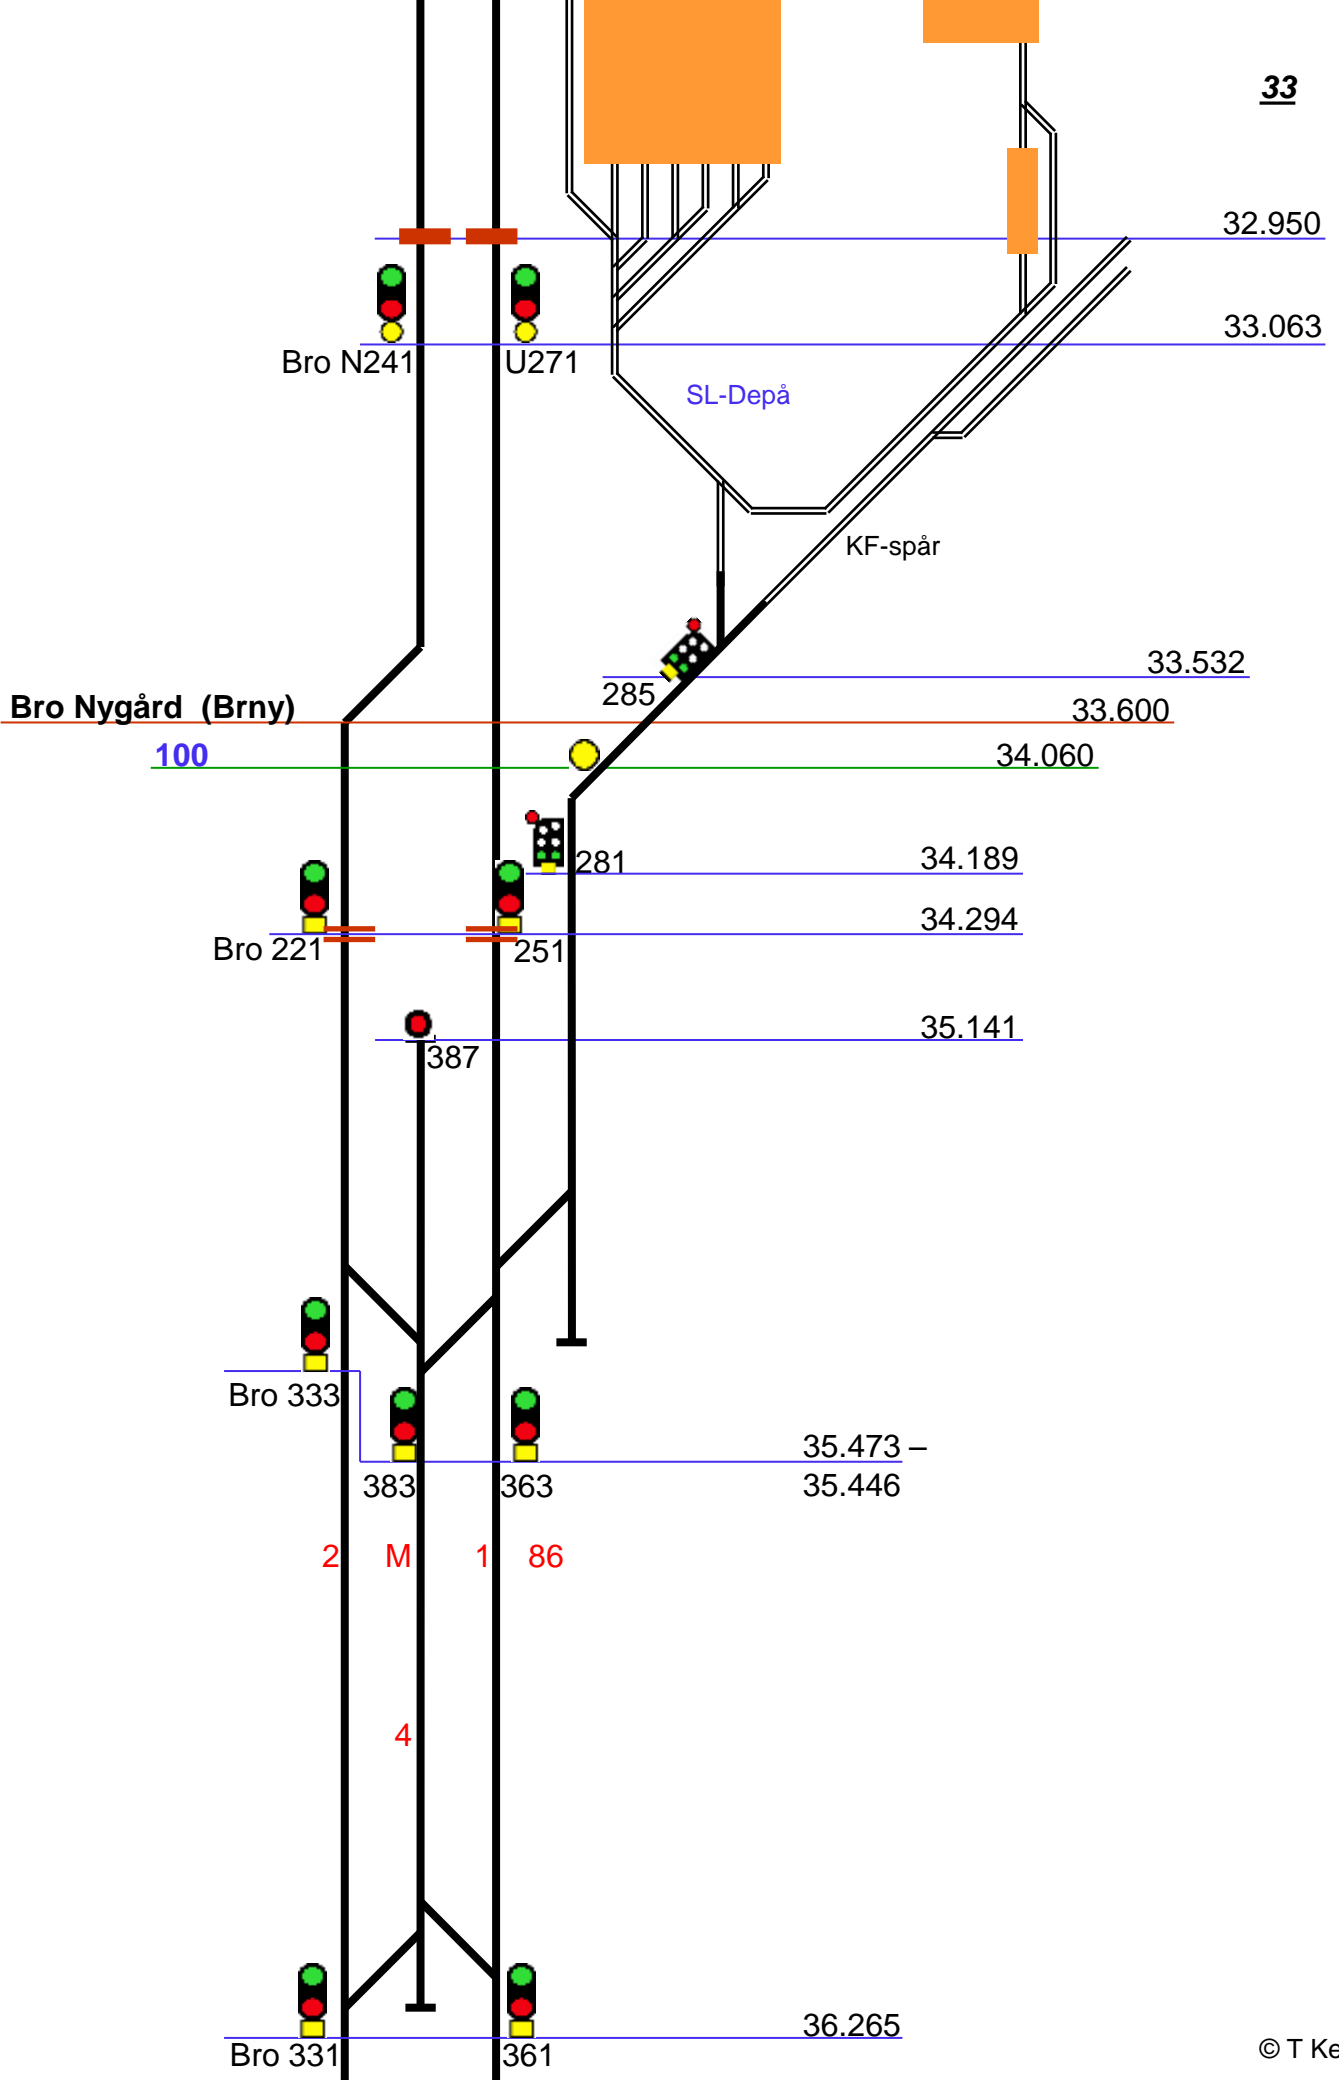 33
32.950
33.063
Bro N241
U271
SL-Depå
KF-spår
33.532
285
Bro Nygård (Brny)
33.600
100
34.060
281
34.189
34.294
Bro 221
251
35.141
387
Bro 333
35.473 –
383
363
35.446
2 M 1 86
4
36.265
Bro 331
361
© T Ke